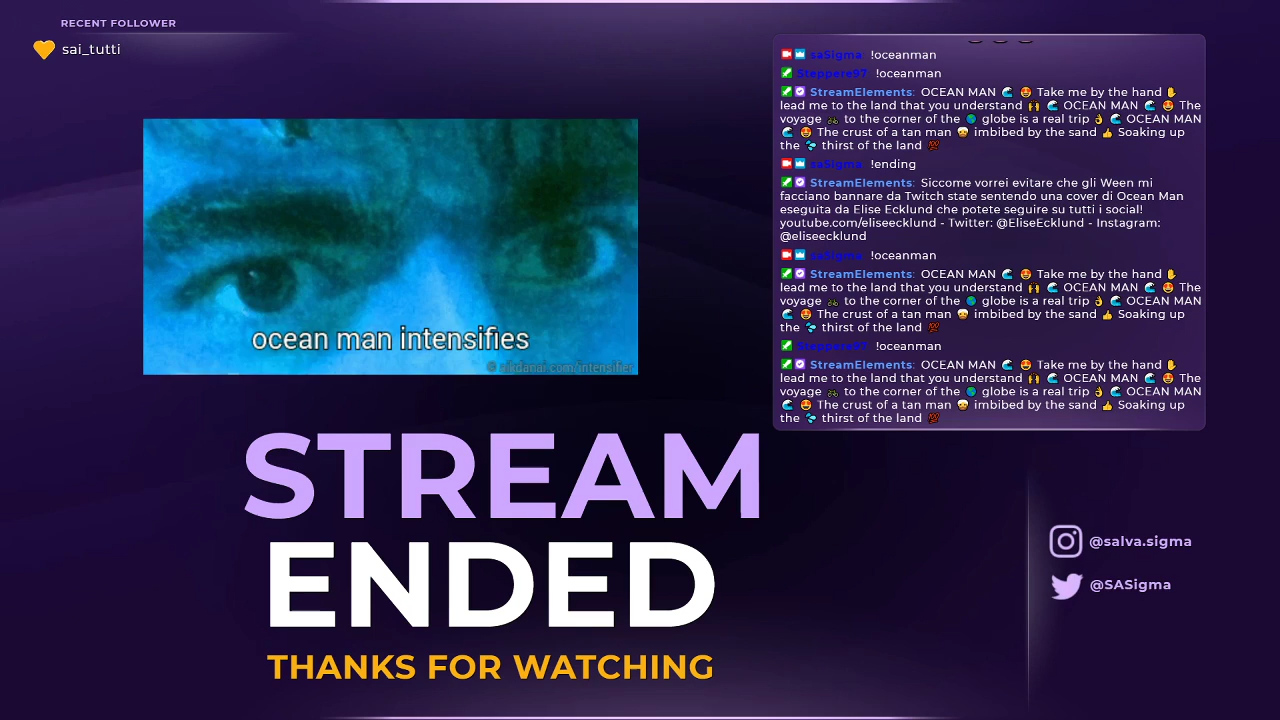 RECENT FOLLOWER
sai_tutti
saSigma: !oceanman
Steppere97 !oceanman
StreamElements: OCEAN MAN 🌊 😍 Take me by the hand ✋
lead me to the land that you understand 🙌 🌊 OCEAN MAN 🌊 😍 The
voyage 🚲 to the corner of the 🌎 globe is a real trip 👌 🌊 OCEAN MAN
🌊 😍 The crust of a tan man 👳 imbibed by the sand 👍 Soaking up
the 💦 thirst of the land 💯
saSigma: !ending
StreamElements: Siccome vorrei evitare che gli Ween mi
facciano bannare da Twitch state sentendo una cover di Ocean Man
eseguita da Elise Ecklund che potete seguire su tutti i social!
youtube.com/eliseecklund - Twitter: @EliseEcklund - Instagram:
@eliseecklund
saSigma: !oceanman
StreamElements: OCEAN MAN 🌊 😍 Take me by the hand ✋
lead me to the land that you understand 🙌 🌊 OCEAN MAN 🌊 😍 The
voyage 🚲 to the corner of the 🌎 globe is a real trip 👌 🌊 OCEAN MAN
🌊 😍 The crust of a tan man 👳 imbibed by the sand 👍 Soaking up
the 💦 thirst of the land 💯
Steppere97 !oceanman
StreamElements: OCEAN MAN 🌊 😍 Take me by the hand ✋
lead me to the land that you understand 🙌 🌊 OCEAN MAN 🌊 😍 The
voyage 🚲 to the corner of the 🌎 globe is a real trip 👌 🌊 OCEAN MAN
🌊 😍 The crust of a tan man 👳 imbibed by the sand 👍 Soaking up
the 💦 thirst of the land 💯
ocean man intensifies
© aikdanai.com/intensifier
STREAM
ENDED
THANKS FOR WATCHING
@salva.sigma
@SASigma